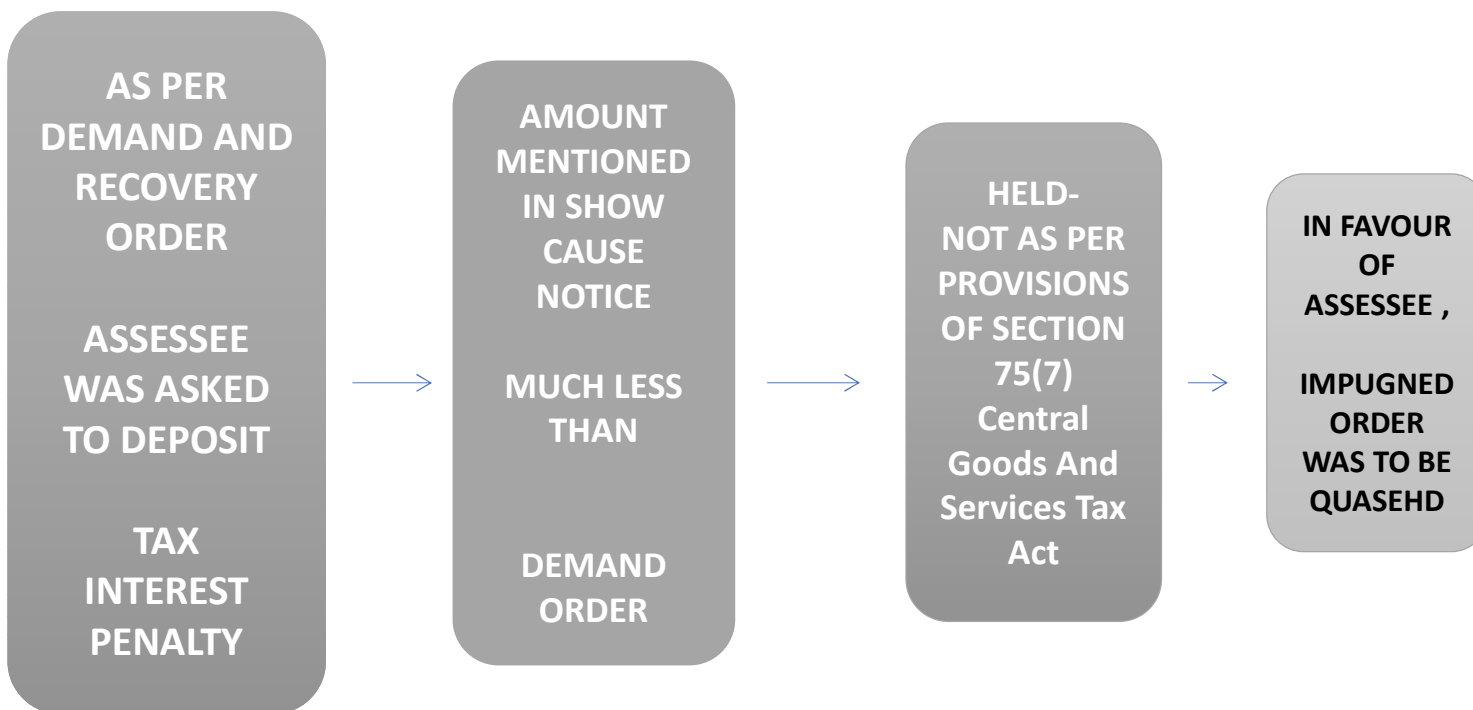 AS PER
DEMAND AND
RECOVERY
ORDER
ASSESSEE
WAS ASKED
TO DEPOSIT
TAX
INTEREST
PENALTY
AMOUNT
MENTIONED
IN SHOW
CAUSE
NOTICE
MUCH LESS
THAN
DEMAND
ORDER
HELD-
NOT AS PER
PROVISIONS
OF SECTION
75(7)
Central
Goods And
Services Tax
Act
IN FAVOUR
OF
ASSESSEE ,
IMPUGNED
ORDER
WAS TO BE
QUASEHD